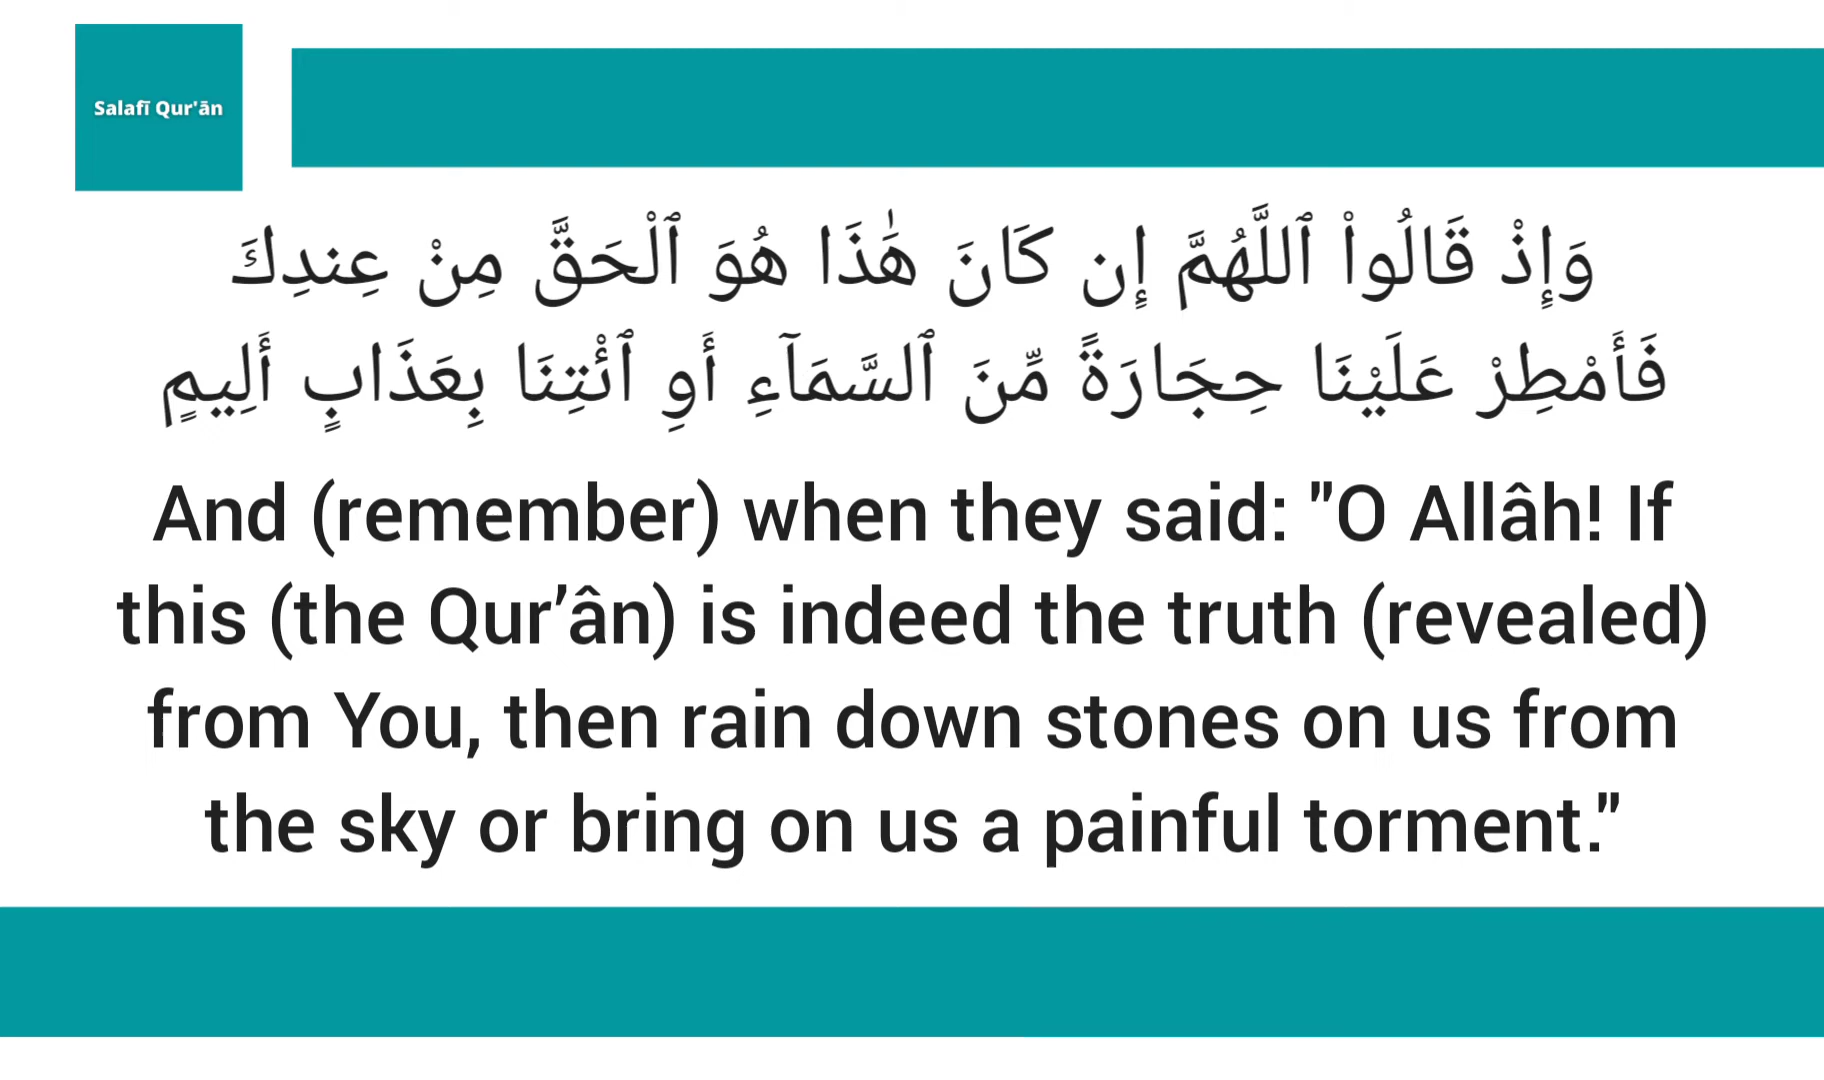 Salafī Qur'ān
وَإِذْ قَالُوا۟ ٱللَّهُمَّ إِن كَانَ هَٰذَا هُوَ ٱلْحَقَّ مِنْ عِندِكَ
فَأَمْطِرْ عَلَيْنَا حِجَارَةً مِّنَ ٱلسَّمَآءِ أَوِ ٱئْتِنَا بِعَذَابٍ أَلِيمٍ
And (remember) when they said: "O Allâh! If
this (the Qur’ân) is indeed the truth (revealed)
from You, then rain down stones on us from
the sky or bring on us a painful torment."